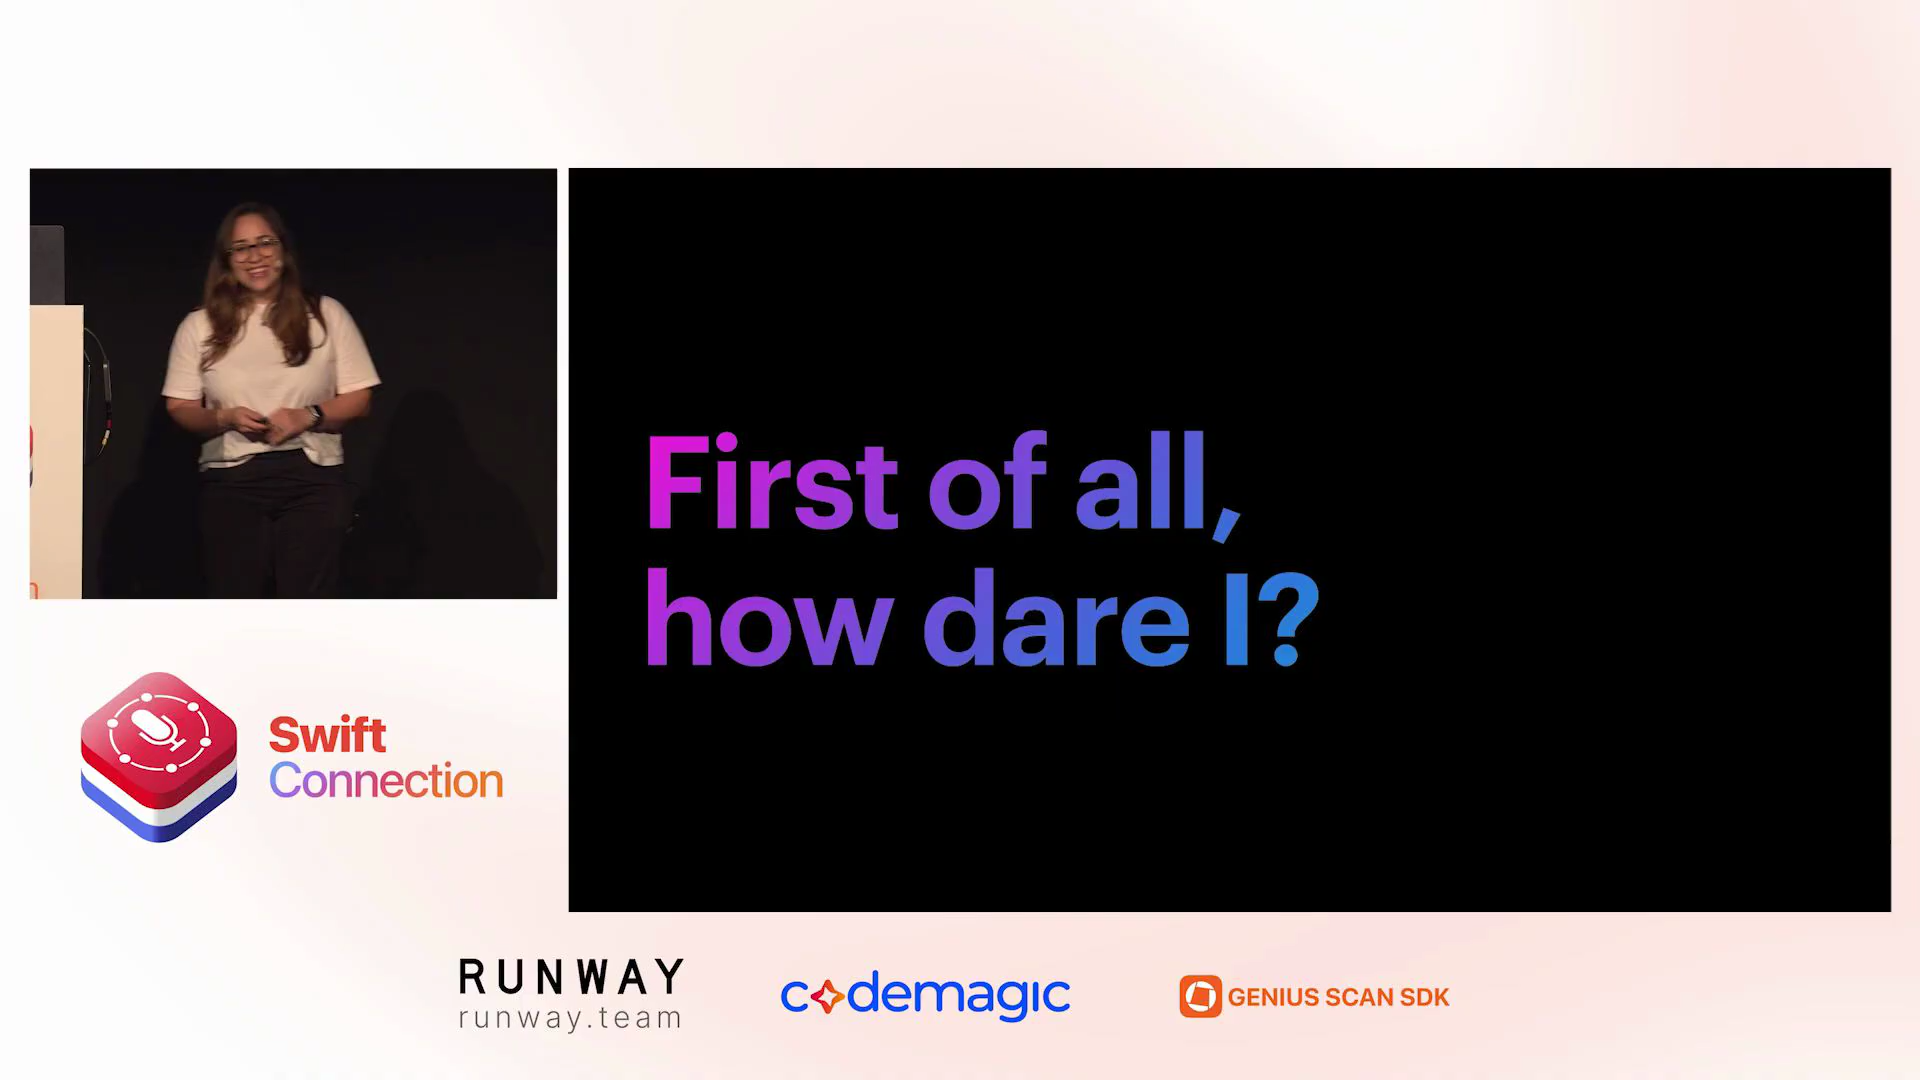 First of all,
how dare I?
Swift
Connection
RUNWAY
runway.team
codemagic
GENIUS SCAN SDK